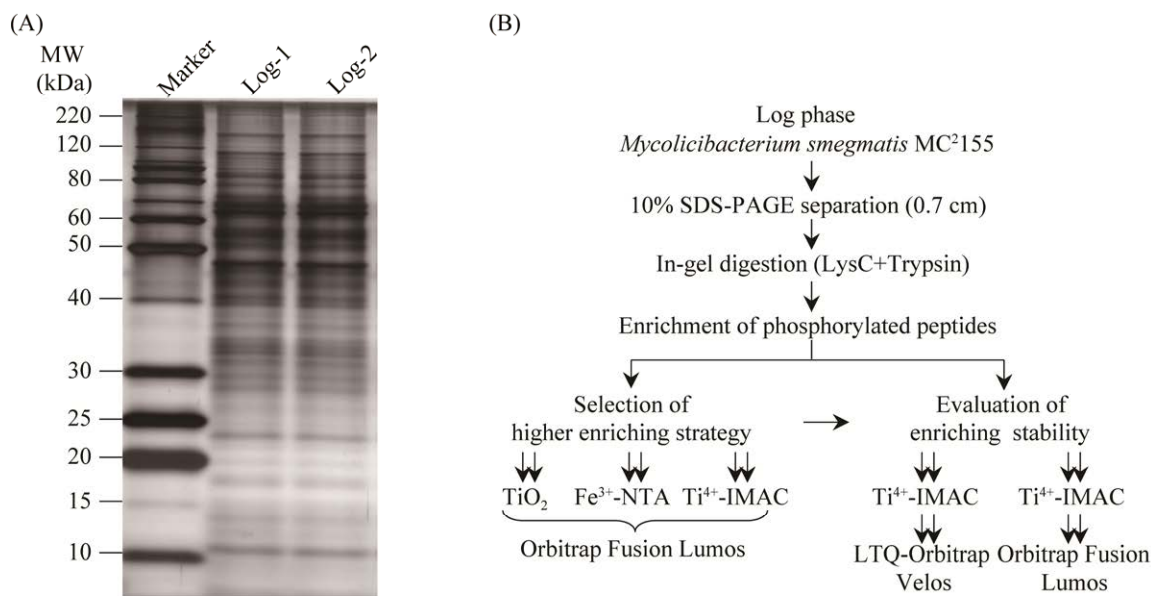 (A)
MW
(kDa)
Marker
Log-1
Log-2
220
120
80
60
50
40
30
25
20
15
10
(B)
Log phase
Mycolicibacterium smegmatis MC²155
10% SDS-PAGE separation (0.7 cm)
In-gel digestion (LysC+Trypsin)
Enrichment of phosphorylated peptides
Selection of
higher enriching strategy
Evaluation of
enriching stability
TiO₂ Fe³⁺-NTA Ti⁴⁺-IMAC
Orbitrap Fusion Lumos
Ti⁴⁺-IMAC Ti⁴⁺-IMAC
LTQ-Orbitrap
Velos
Orbitrap Fusion
Lumos